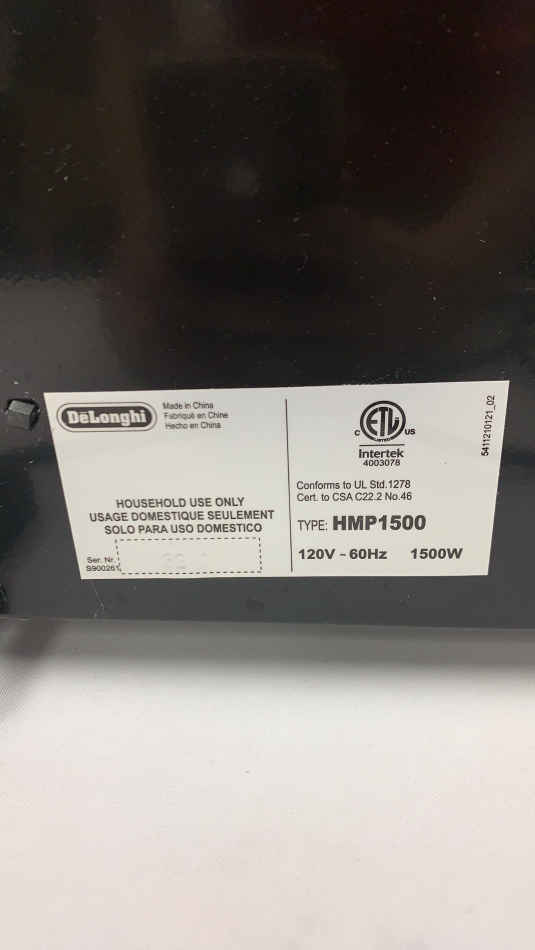 DeLonghi
Made in China
Fabriqué en Chine
Hecho en China
HOUSEHOLD USE ONLY
USAGE DOMESTIQUE SEULEMENT
SOLO PARA USO DOMESTICO
Ser. Nr.
S900261
C ETL US
LISTED
Intertek
4003078
Conforms to UL Std.1278
Cert. to CSA C22.2 No.46
TYPE: HMP1500
120V ~ 60Hz 1500W
5411210121_02